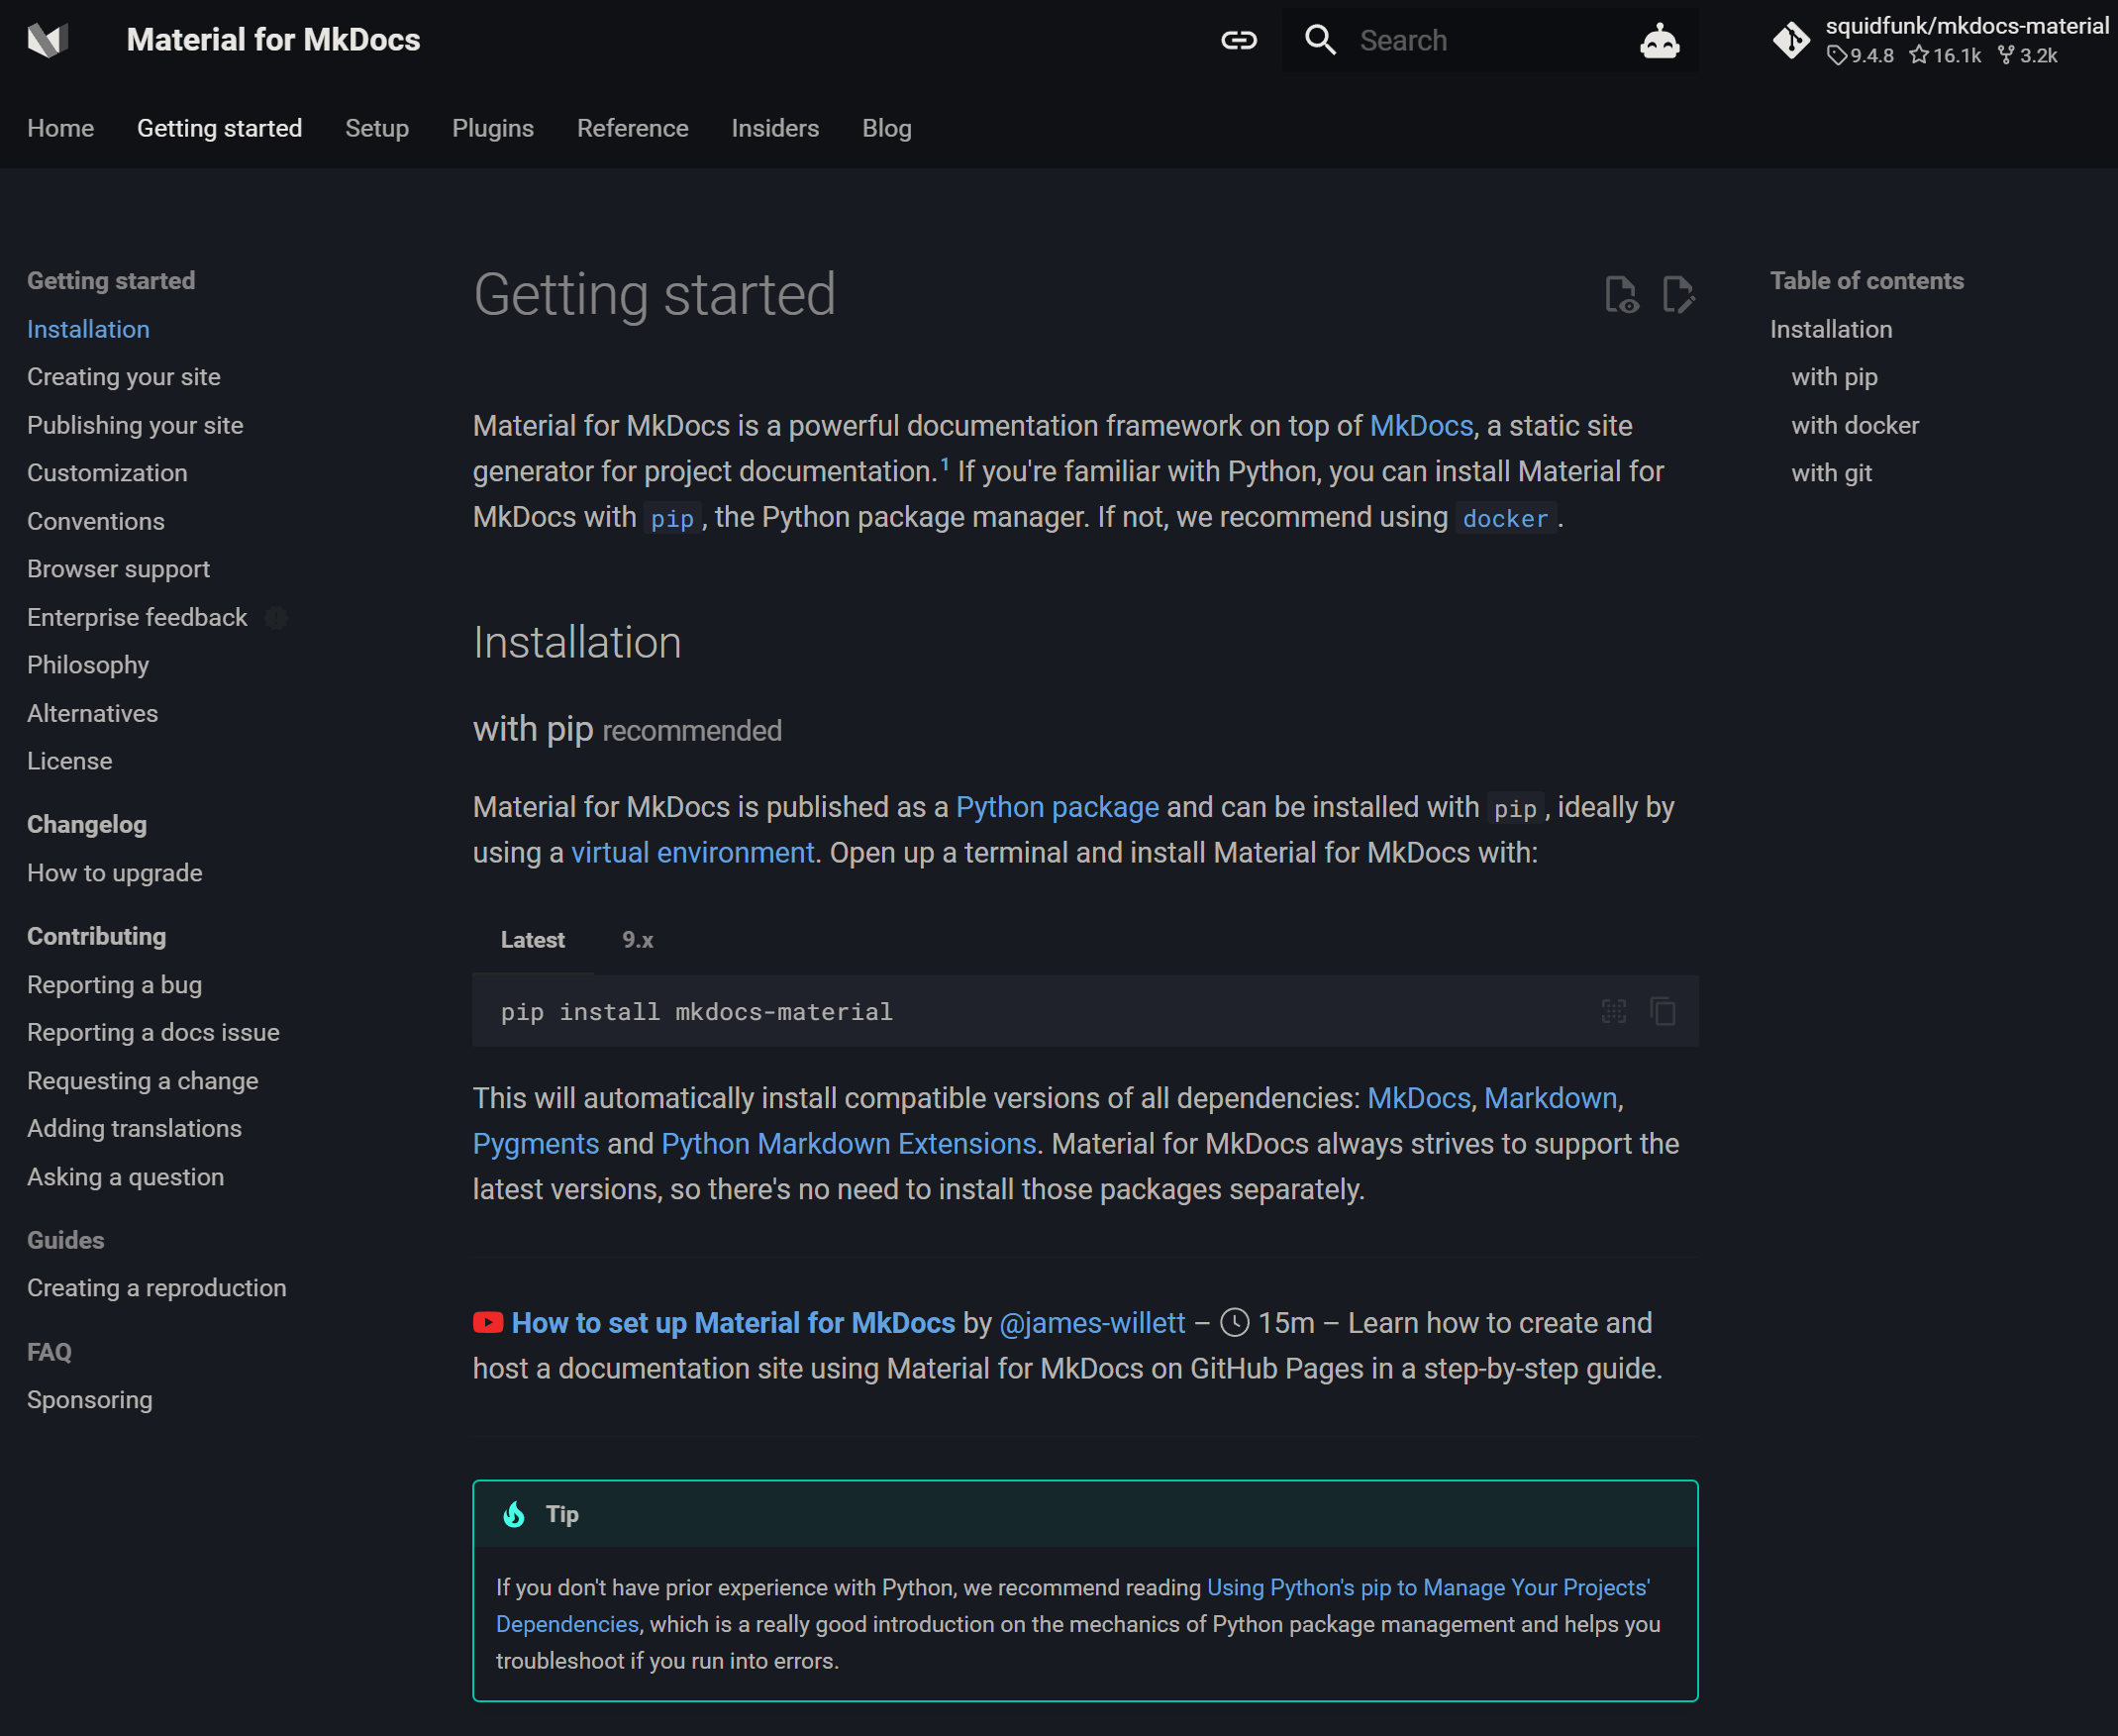 Material for MkDocs
Search
squidfunk/mkdocs-material
9.4.8 16.1k 3.2k
Home Getting started Setup Plugins Reference Insiders Blog
Getting started
Installation
Creating your site
Publishing your site
Customization
Conventions
Browser support
Enterprise feedback
Philosophy
Alternatives
License
Changelog
How to upgrade
Contributing
Reporting a bug
Reporting a docs issue
Requesting a change
Adding translations
Asking a question
Guides
Creating a reproduction
FAQ
Sponsoring
Getting started
Material for MkDocs is a powerful documentation framework on top of MkDocs, a static site
generator for project documentation.1 If you're familiar with Python, you can install Material for
MkDocs with pip, the Python package manager. If not, we recommend using docker.
Installation
with pip recommended
Material for MkDocs is published as a Python package and can be installed with pip, ideally by
using a virtual environment. Open up a terminal and install Material for MkDocs with:
Latest 9.x
pip install mkdocs-material
This will automatically install compatible versions of all dependencies: MkDocs, Markdown,
Pygments and Python Markdown Extensions. Material for MkDocs always strives to support the
latest versions, so there's no need to install those packages separately.
How to set up Material for MkDocs by @james-willett – 15m – Learn how to create and
host a documentation site using Material for MkDocs on GitHub Pages in a step-by-step guide.
Tip
If you don't have prior experience with Python, we recommend reading Using Python's pip to Manage Your Projects'
Dependencies, which is a really good introduction on the mechanics of Python package management and helps you
troubleshoot if you run into errors.
Table of contents
Installation
with pip
with docker
with git